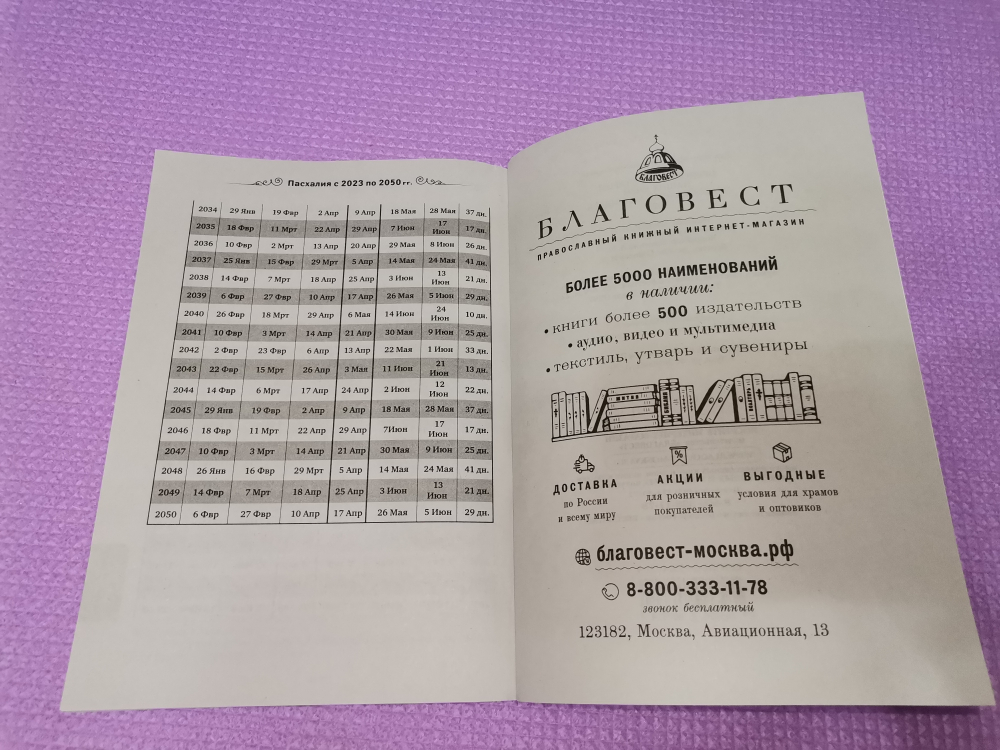 Пасхалия с 2023 по 2050 гг.
2034 29 Янв 19 Фвр 2 Апр 9 Апр 18 Мая 28 Мая 37 дн.
2035 18 Фвр 11 Мрт 22 Апр 29 Апр 7 Июн 17 Июн 17 дн.
2036 10 Фвр 2 Мрт 13 Апр 20 Апр 29 Мая 8 Июн 26 дн.
2037 25 Янв 15 Фвр 29 Мрт 5 Апр 14 Мая 24 Мая 41 дн.
2038 14 Фвр 7 Мрт 18 Апр 25 Апр 3 Июн 13 Июн 21 дн.
2039 6 Фвр 27 Фвр 10 Апр 17 Апр 26 Мая 5 Июн 29 дн.
2040 26 Фвр 18 Мрт 29 Апр 6 Мая 14 Июн 24 Июн 10 дн.
2041 10 Фвр 3 Мрт 14 Апр 21 Апр 30 Мая 9 Июн 25 дн.
2042 2 Фвр 23 Фвр 6 Апр 13 Апр 22 Мая 1 Июн 33 дн.
2043 22 Фвр 15 Мрт 26 Апр 3 Мая 11 Июн 21 Июн 13 дн.
2044 14 Фвр 6 Мрт 17 Апр 24 Апр 2 Июн 12 Июн 22 дн.
2045 29 Янв 19 Фвр 2 Апр 9 Апр 18 Мая 28 Мая 37 дн.
2046 18 Фвр 11 Мрт 22 Апр 29 Апр 7Июн 17 Июн 17 дн.
2047 10 Фвр 3 Мрт 14 Апр 21 Апр 30 Мая 9 Июн 25 дн.
2048 26 Янв 16 Фвр 29 Мрт 5 Апр 14 Мая 24 Мая 41 дн.
2049 14 Фвр 7 Мрт 18 Апр 25 Апр 3 Июн 13 Июн 21 дн.
2050 6 Фвр 27 Фвр 10 Апр 17 Апр 26 Мая 5 Июн 29 дн.
БЛАГОВЕСТ
БЛАГОВЕСТ
ПРАВОСЛАВНЫЙ КНИЖНЫЙ ИНТЕРНЕТ-МАГАЗИН
БОЛЕЕ 5000 НАИМЕНОВАНИЙ
в наличии:
• книги более 500 издательств
• аудио, видео и мультимедиа
• текстиль, утварь и сувениры
ДОСТАВКА
по России
и всему миру
АКЦИИ
для розничных
покупателей
ВЫГОДНЫЕ
условия для храмов
и оптовиков
благовест-москва.рф
8-800-333-11-78
звонок бесплатный
123182, Москва, Авиационная, 13